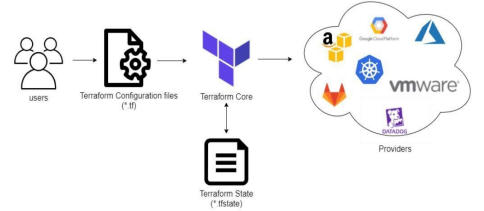 users
Terraform Configuration files
(*.tf)
Terraform Core
Terraform State
(*.tfstate)
a
Google Cloud Platform
vmware
DATADOG
Providers